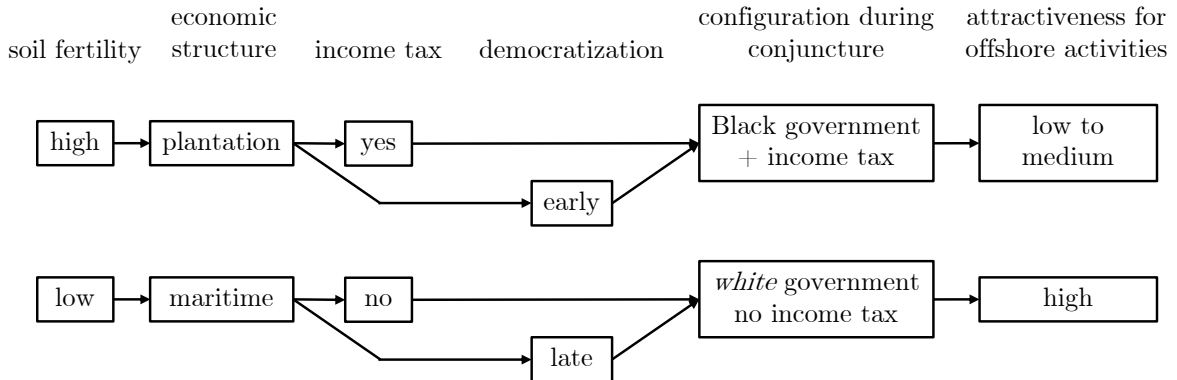 soil fertility
economic
structure
income tax
democratization
configuration during
conjuncture
attractiveness for
offshore activities
high
plantation
yes
early
Black government
+ income tax
low to
medium
low
maritime
no
late
white government
no income tax
high